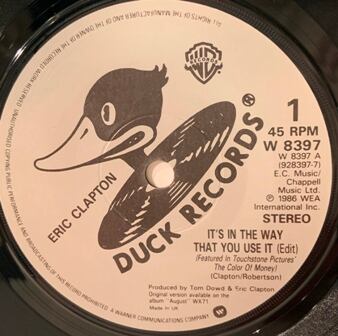 ALL RIGHTS OF THE MANUFACTURER AND OF THE OWNER OF THE RECORDED WORK RESERVED. UNAUTHORISED COPYING PUBLIC PERFORMANCE AND BROADCASTING OF THIS RECORD PROHIBITED. A WARNER COMMUNICATIONS COMPANY.
WB
RECORDS
®
1
45 RPM
W 8397
W 8397 A
(928397-7)
E.C. Music/
Chappell
Music Ltd.
℗ 1986 WEA
International Inc.
STEREO
ERIC CLAPTON
DUCK RECORDS®
IT'S IN THE WAY
THAT YOU USE IT (Edit)
(Featured In Touchstone Pictures'
The Color Of Money)
(Clapton/Robertson)
Produced by Tom Dowd & Eric Clapton
Original version available on the
album "August" WX71
Made in UK